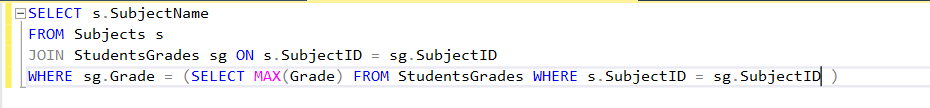 SELECT s.SubjectName
FROM Subjects s
JOIN StudentsGrades sg ON s.SubjectID = sg.SubjectID
WHERE sg.Grade = (SELECT MAX(Grade) FROM StudentsGrades WHERE s.SubjectID = sg.SubjectID )